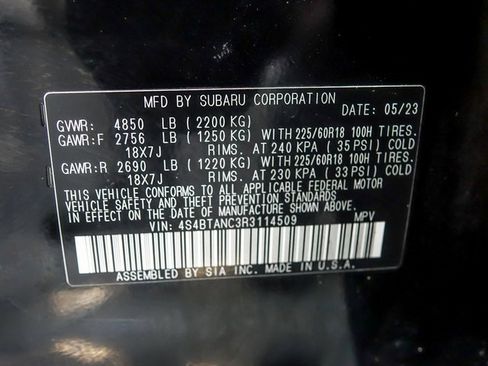 MFD BY SUBARU CORPORATION
DATE: 05/23
GVWR: 4850 LB ( 2200 KG)
GAWR:F 2756 LB ( 1250 KG) WITH 225/60R18 100H TIRES.
18X7J RIMS. AT 240 KPA ( 35 PSI) COLD
GAWR:R 2690 LB ( 1220 KG) WITH 225/60R18 100H TIRES.
18X7J RIMS. AT 230 KPA ( 33 PSI) COLD
THIS VEHICLE CONFORMS TO ALL APPLICABLE FEDERAL MOTOR
VEHICLE SAFETY AND THEFT PREVENTION STANDARDS
IN EFFECT ON THE DATE OF MANUFACTURE SHOWN ABOVE.
VIN: 4S4BTANC3R3114509 MPV
ASSEMBLED BY SIA INC. MADE IN U.S.A.